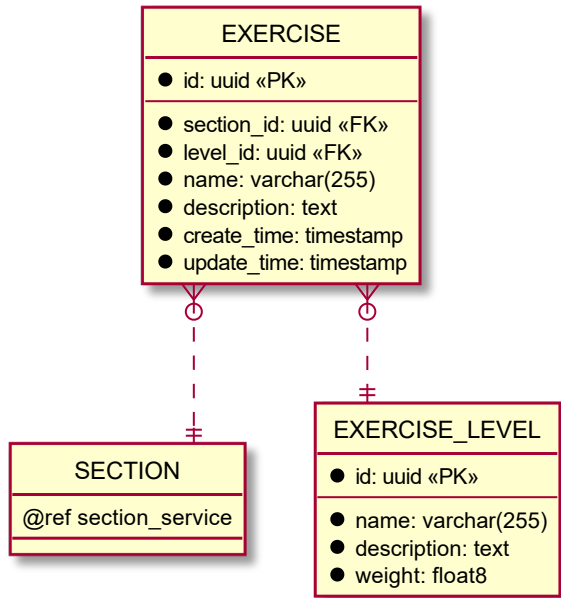 EXERCISE
id: uuid «PK»
section_id: uuid «FK»
level_id: uuid «FK»
name: varchar(255)
description: text
create_time: timestamp
update_time: timestamp
SECTION
@ref section_service
EXERCISE_LEVEL
id: uuid «PK»
name: varchar(255)
description: text
weight: float8